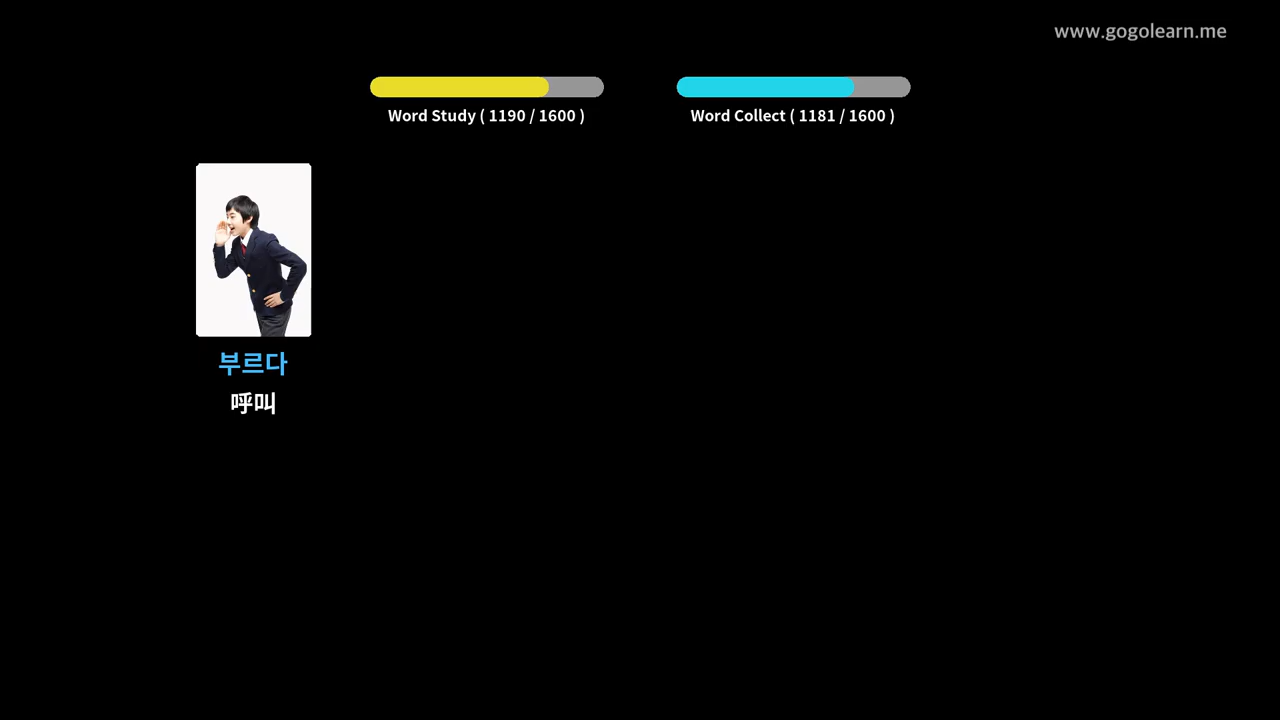 www.gogolearn.me
Word Study ( 1190 / 1600 )
Word Collect ( 1181 / 1600 )
부르다
呼叫